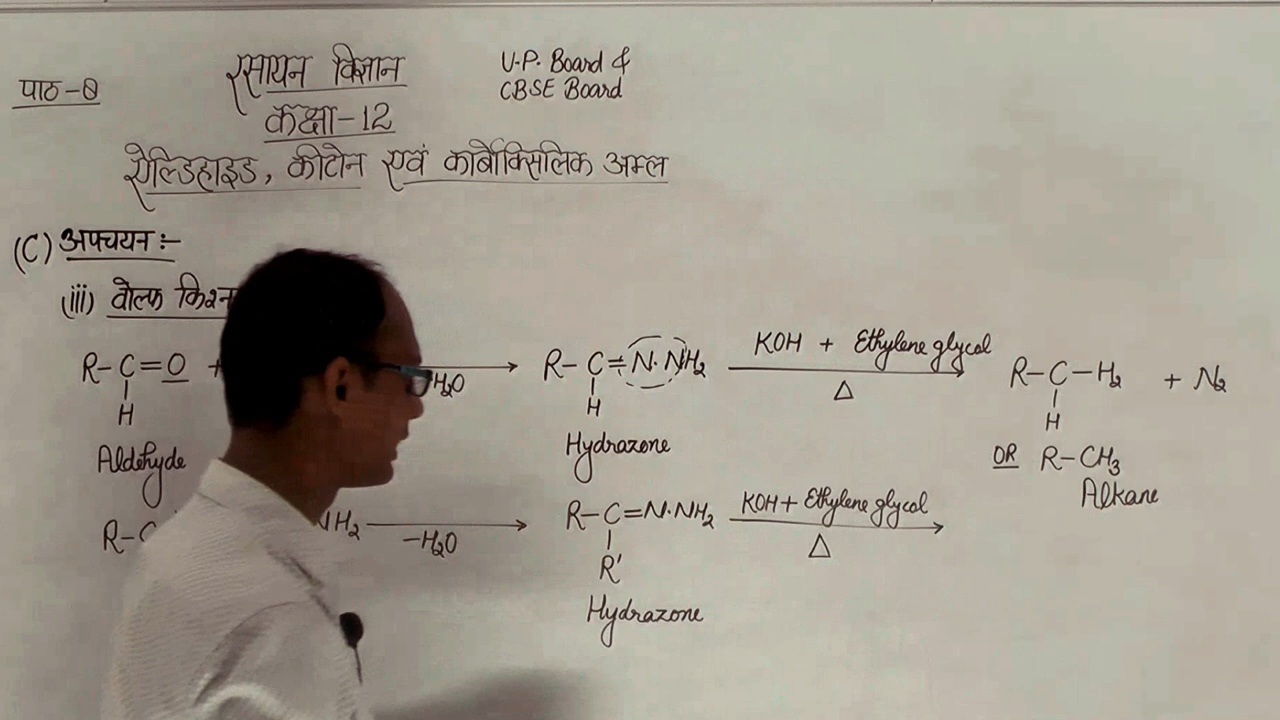 पाठ-8
रसायन विज्ञान
U.P. Board &
CBSE Board
कक्षा-12
ऐल्डिहाइड, कीटोन एवं कार्बोक्सिलिक अम्ल
(C) अपचयन :-
(iii) वोल्फ किश्न
R-C=O + → R-C=N·NH₂ KOH + Ethylene glycol → R-C-H₂ + N₂
H H₂O H Δ H
Aldehyde Hydrazone OR R-CH₃
Alkane
R-C NH₂ → R-C=N·NH₂ KOH + Ethylene glycol →
-H₂O R' Δ
Hydrazone